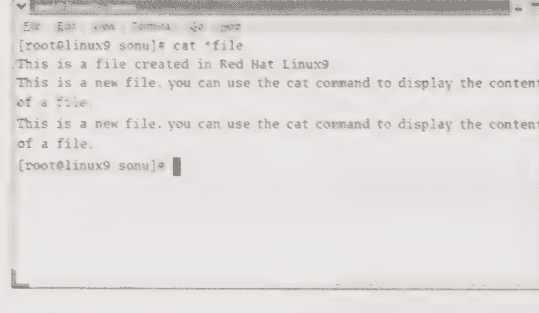 [root@linux9 sonu]# cat *file
This is a file created in Red Hat Linux9
This is a new file. you can use the cat command to display the conten
of a file.
This is a new file. you can use the cat command to display the conten
of a file.
[root@linux9 sonu]#